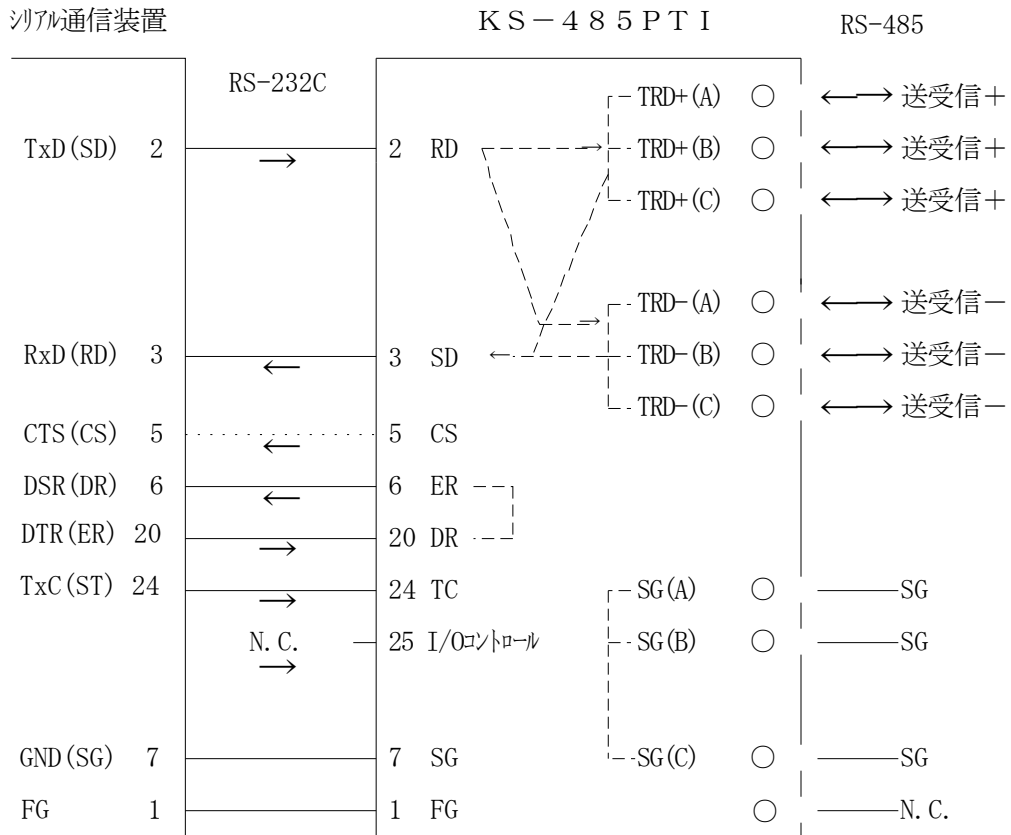 ｼﾘｱﾙ通信装置 ＫＳ－４８５ＰＴＩ RS-485
RS-232C
TRD+(A) ○ ←→ 送受信＋
TxD(SD) 2 → 2 RD → TRD+(B) ○ ←→ 送受信＋
TRD+(C) ○ ←→ 送受信＋
→ TRD-(A) ○ ←→ 送受信－
RxD(RD) 3 ← 3 SD ← TRD-(B) ○ ←→ 送受信－
TRD-(C) ○ ←→ 送受信－
CTS(CS) 5 ← 5 CS
DSR(DR) 6 ← 6 ER
DTR(ER) 20 → 20 DR
TxC(ST) 24 → 24 TC SG(A) ○ SG
N.C. → 25 I/Oｺﾝﾄﾛｰﾙ SG(B) ○ SG
GND(SG) 7 7 SG SG(C) ○ SG
FG 1 1 FG ○ N.C.